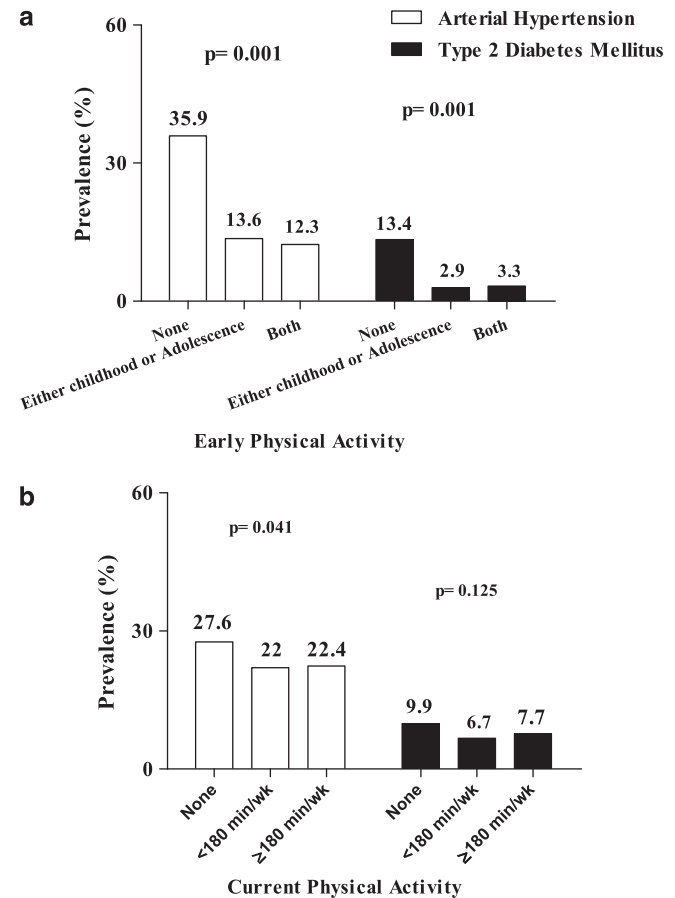 a
Arterial Hypertension
Type 2 Diabetes Mellitus
60
30
0
Prevalence (%)
p= 0.001
p= 0.001
35.9
13.6
12.3
13.4
2.9
3.3
None
Either childhood or Adolescence
Both
None
Either childhood or Adolescence
Both
Early Physical Activity
b
60
30
0
Prevalence (%)
p= 0.041
p= 0.125
27.6
22
22.4
9.9
6.7
7.7
None
<180 min/wk
≥180 min/wk
None
<180 min/wk
≥180 min/wk
Current Physical Activity